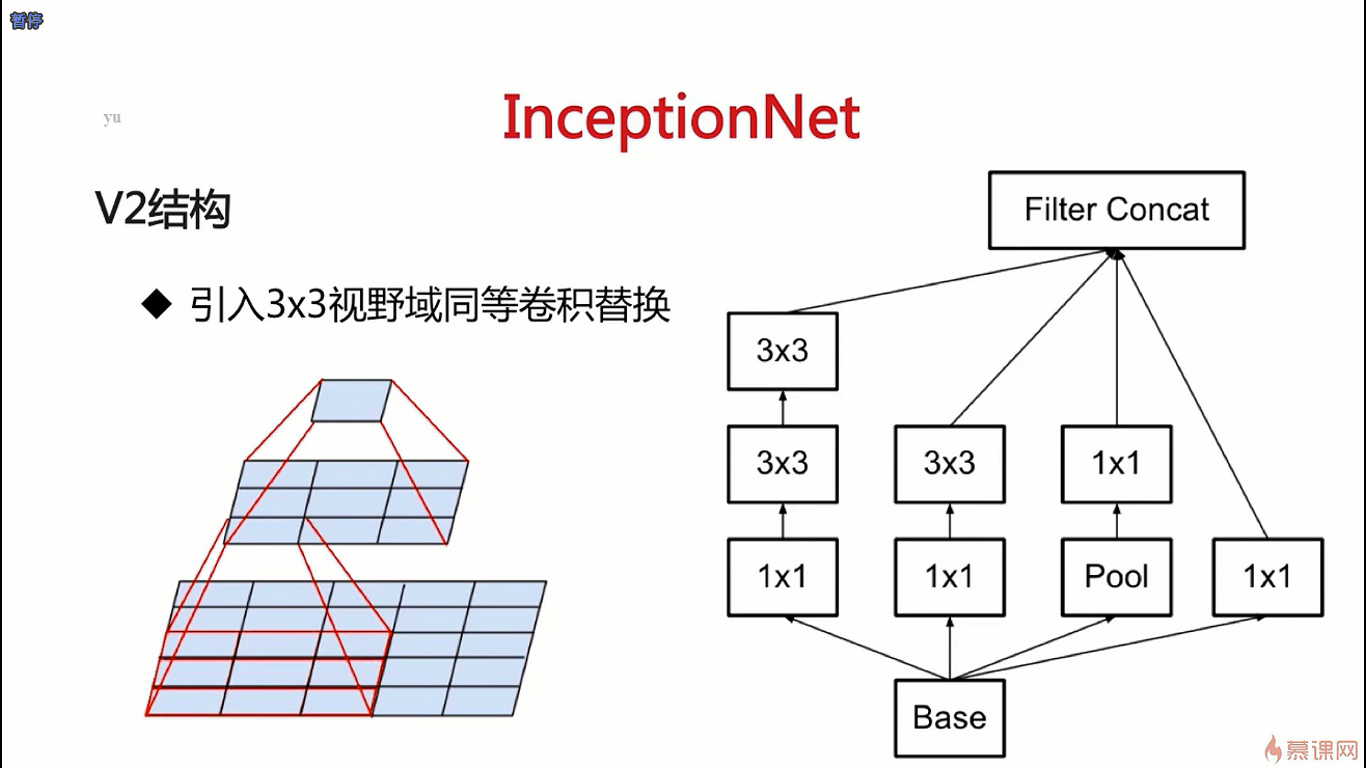 暂停
yu
InceptionNet
V2结构
◆ 引入3x3视野域同等卷积替换
Filter Concat
3x3
3x3
3x3
1x1
1x1
1x1
Pool
1x1
Base
慕课网